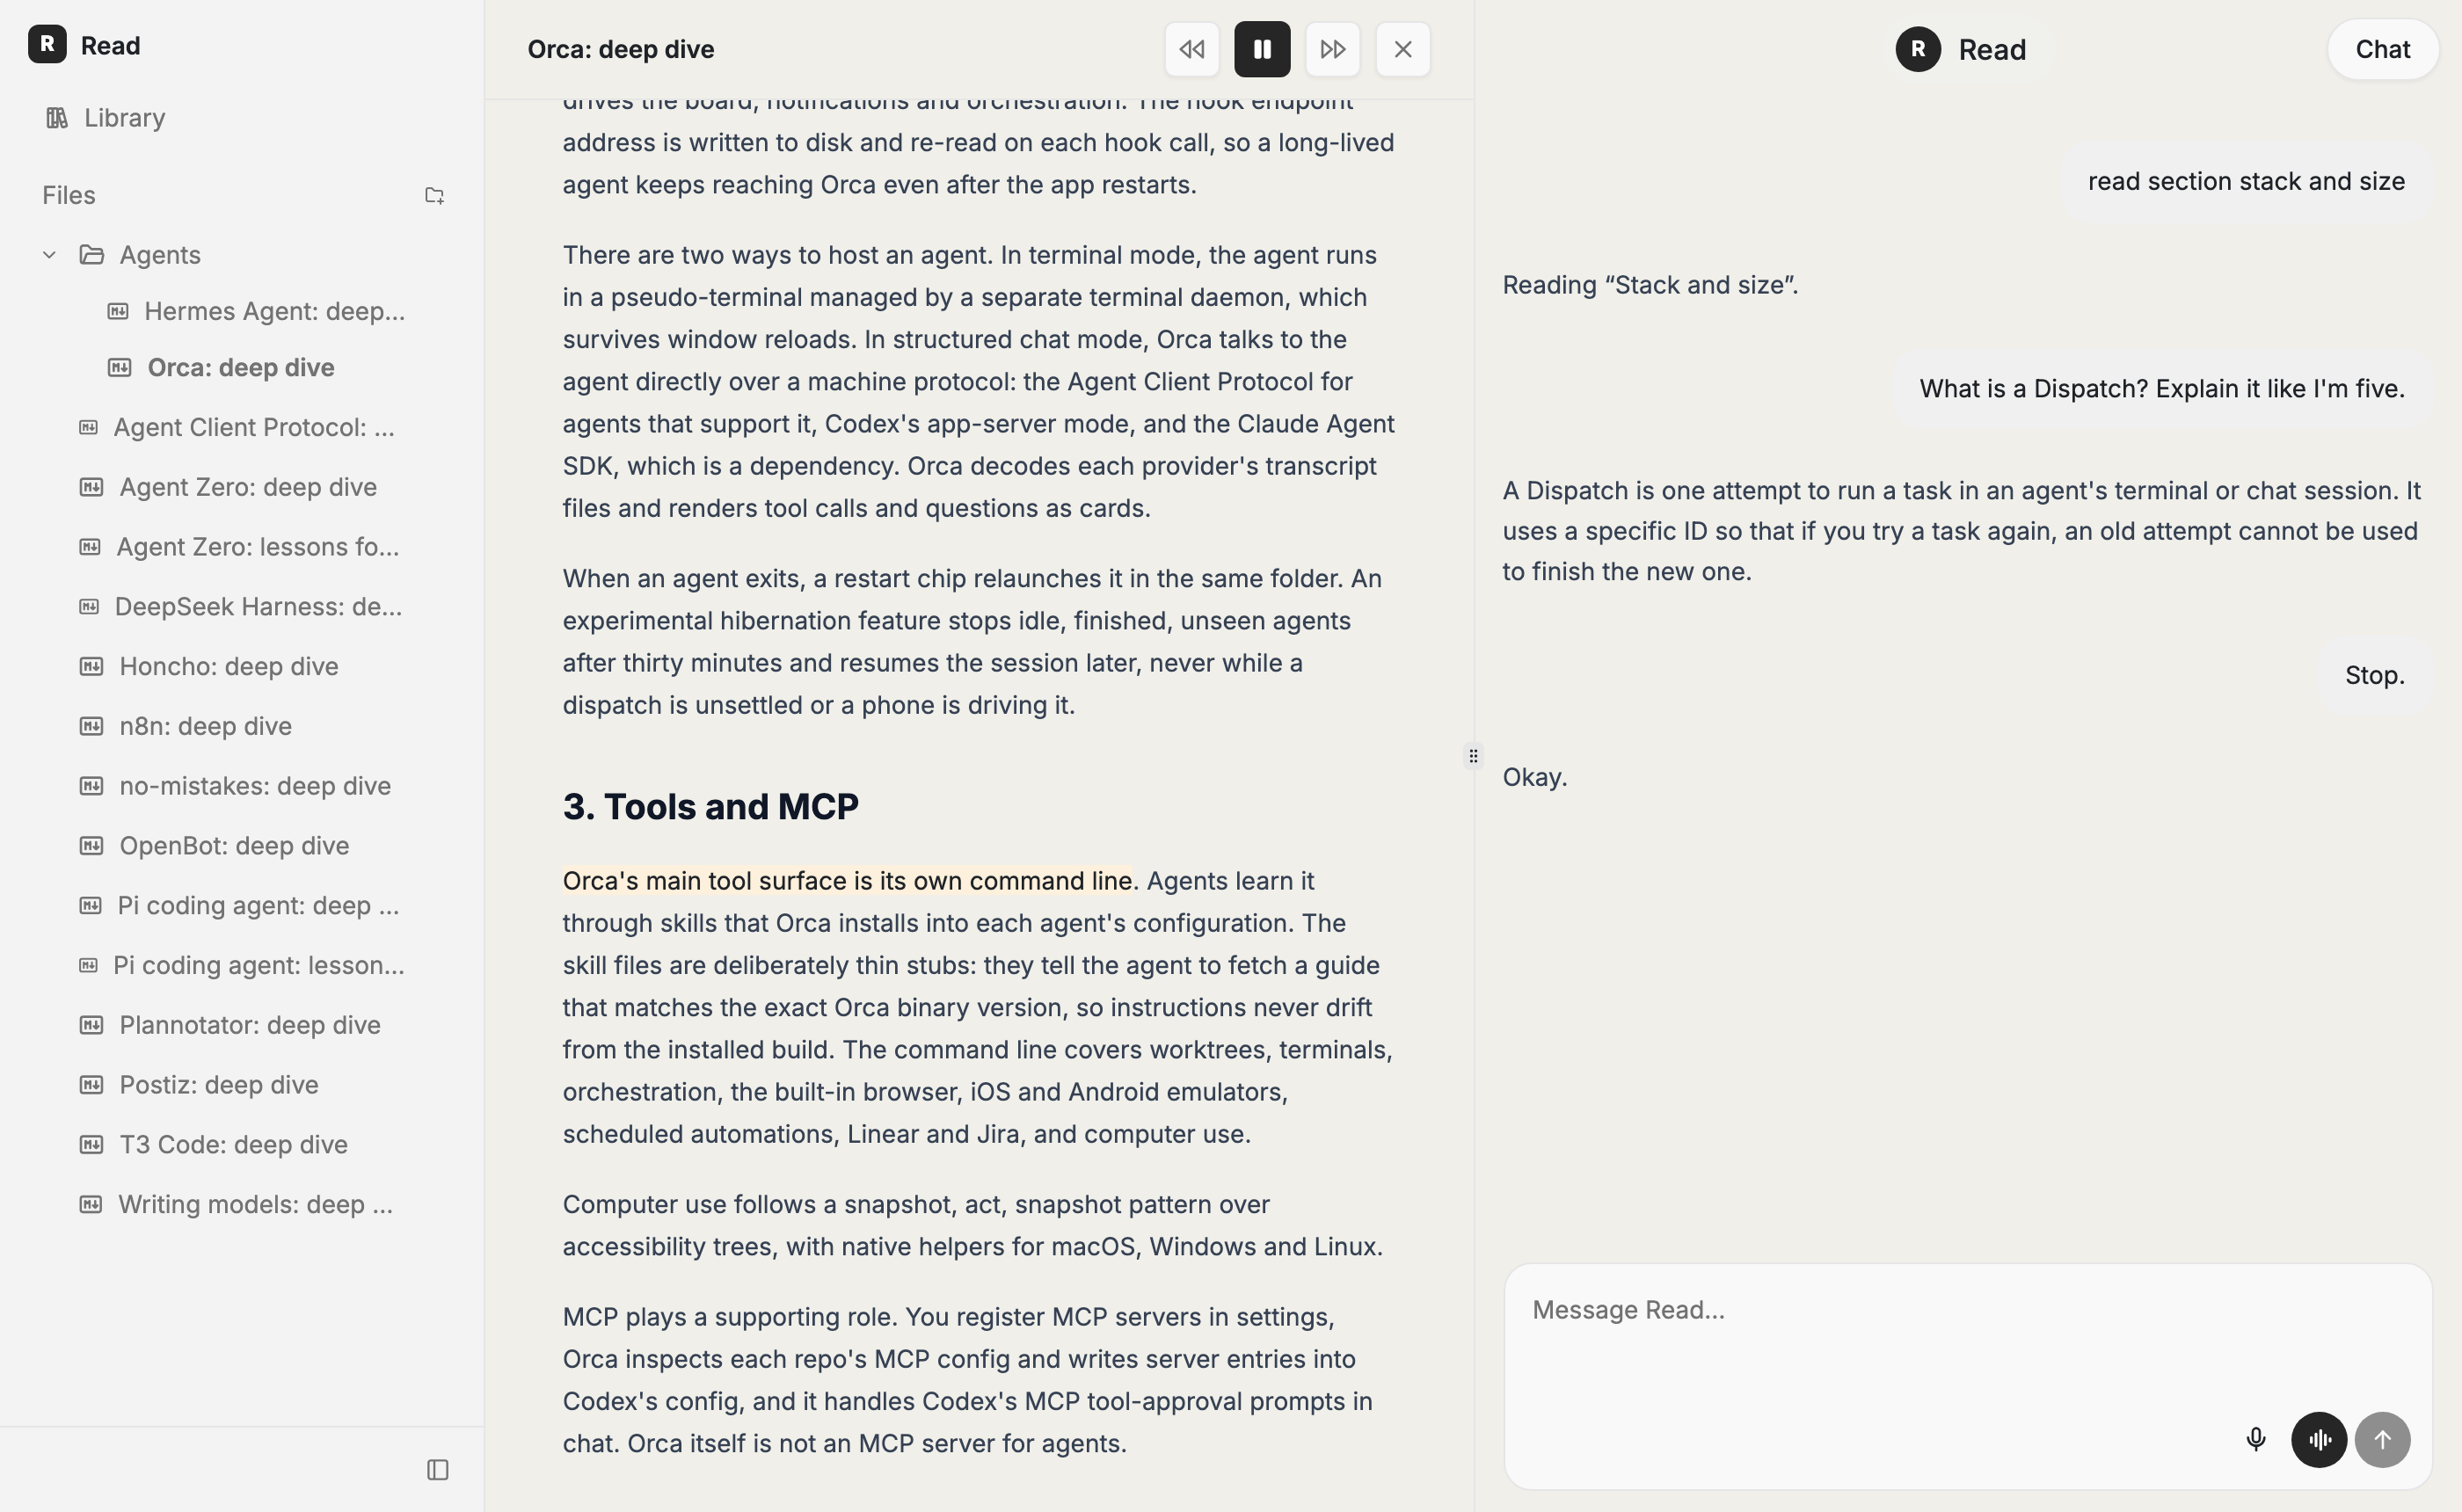 R Read
Library
Files
Agents
Hermes Agent: deep...
Orca: deep dive
Agent Client Protocol: ...
Agent Zero: deep dive
Agent Zero: lessons fo...
DeepSeek Harness: de...
Honcho: deep dive
n8n: deep dive
no-mistakes: deep dive
OpenBot: deep dive
Pi coding agent: deep ...
Pi coding agent: lesson...
Plannotator: deep dive
Postiz: deep dive
T3 Code: deep dive
Writing models: deep ...
Orca: deep dive
drives the board, notifications and orchestration. The hook endpoint
address is written to disk and re-read on each hook call, so a long-lived
agent keeps reaching Orca even after the app restarts.
There are two ways to host an agent. In terminal mode, the agent runs
in a pseudo-terminal managed by a separate terminal daemon, which
survives window reloads. In structured chat mode, Orca talks to the
agent directly over a machine protocol: the Agent Client Protocol for
agents that support it, Codex's app-server mode, and the Claude Agent
SDK, which is a dependency. Orca decodes each provider's transcript
files and renders tool calls and questions as cards.
When an agent exits, a restart chip relaunches it in the same folder. An
experimental hibernation feature stops idle, finished, unseen agents
after thirty minutes and resumes the session later, never while a
dispatch is unsettled or a phone is driving it.
3. Tools and MCP
Orca's main tool surface is its own command line. Agents learn it
through skills that Orca installs into each agent's configuration. The
skill files are deliberately thin stubs: they tell the agent to fetch a guide
that matches the exact Orca binary version, so instructions never drift
from the installed build. The command line covers worktrees, terminals,
orchestration, the built-in browser, iOS and Android emulators,
scheduled automations, Linear and Jira, and computer use.
Computer use follows a snapshot, act, snapshot pattern over
accessibility trees, with native helpers for macOS, Windows and Linux.
MCP plays a supporting role. You register MCP servers in settings,
Orca inspects each repo's MCP config and writes server entries into
Codex's config, and it handles Codex's MCP tool-approval prompts in
chat. Orca itself is not an MCP server for agents.
R Read
Chat
read section stack and size
Reading “Stack and size”.
What is a Dispatch? Explain it like I'm five.
A Dispatch is one attempt to run a task in an agent's terminal or chat session. It
uses a specific ID so that if you try a task again, an old attempt cannot be used
to finish the new one.
Stop.
Okay.
Message Read...